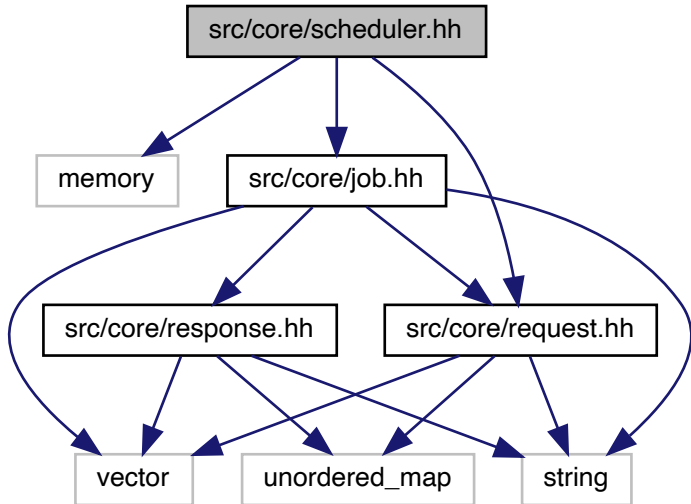 src/core/scheduler.hh
memory
src/core/job.hh
src/core/response.hh
src/core/request.hh
vector
unordered_map
string